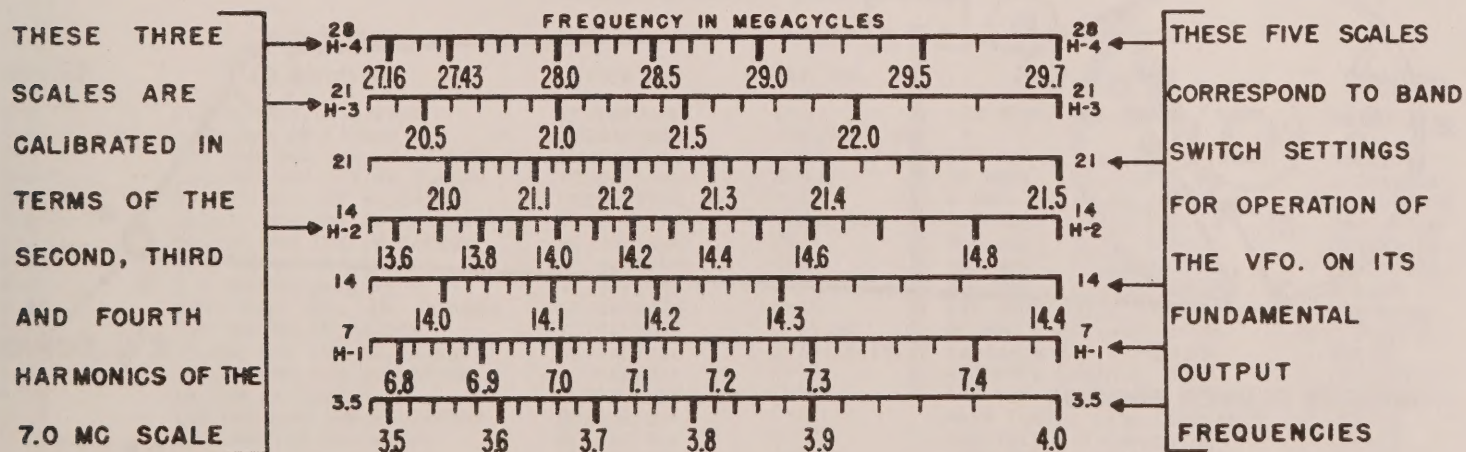 THESE THREE
SCALES ARE
CALIBRATED IN
TERMS OF THE
SECOND, THIRD
AND FOURTH
HARMONICS OF THE
7.0 MC SCALE
FREQUENCY IN MEGACYCLES
28 H-4 28 H-4
27.16 27.43 28.0 28.5 29.0 29.5 29.7
21 H-3 21 H-3
20.5 21.0 21.5 22.0
21 21
21.0 21.1 21.2 21.3 21.4 21.5
14 H-2 14 H-2
13.6 13.8 14.0 14.2 14.4 14.6 14.8
14 14
14.0 14.1 14.2 14.3 14.4
7 H-1 7 H-1
6.8 6.9 7.0 7.1 7.2 7.3 7.4
3.5 3.5
3.5 3.6 3.7 3.8 3.9 4.0
THESE FIVE SCALES
CORRESPOND TO BAND
SWITCH SETTINGS
FOR OPERATION OF
THE VFO. ON ITS
FUNDAMENTAL
OUTPUT
FREQUENCIES